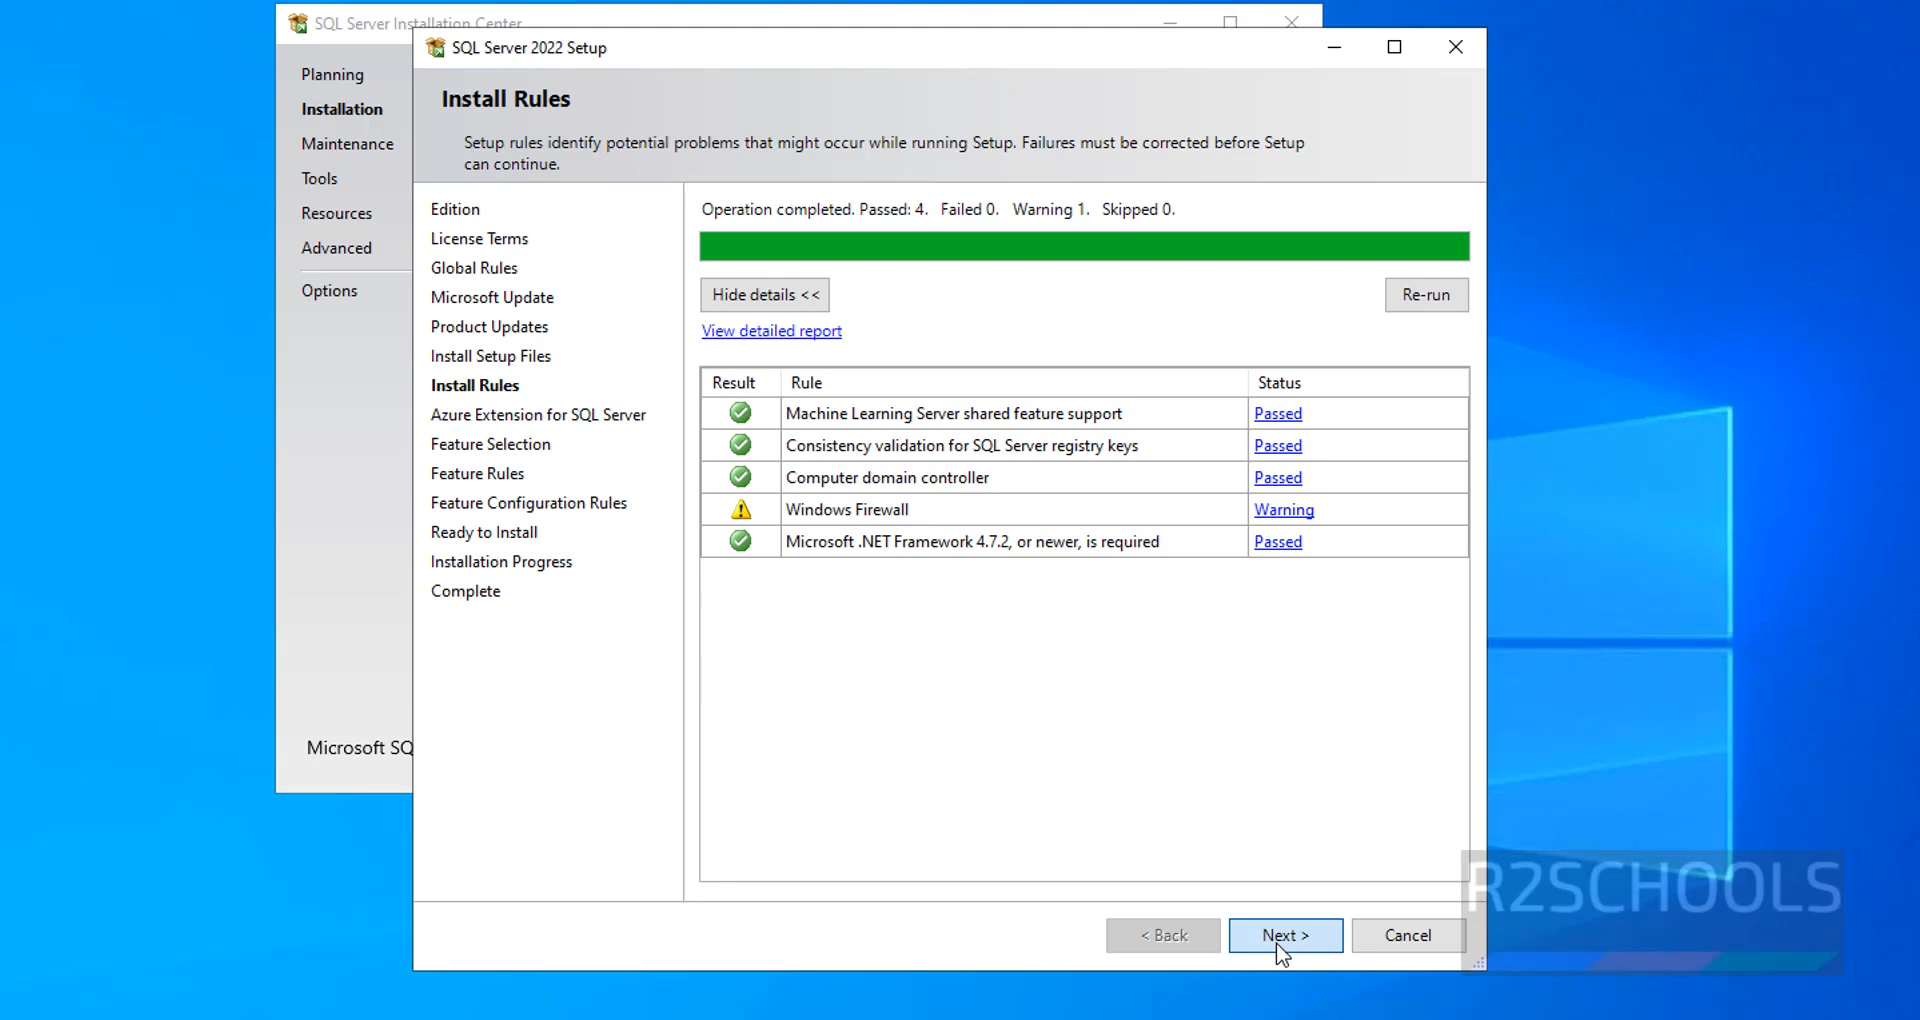 SQL Server Installation Center
SQL Server 2022 Setup
Planning
Installation
Maintenance
Tools
Resources
Advanced
Options
Microsoft SQ
Install Rules
Setup rules identify potential problems that might occur while running Setup. Failures must be corrected before Setup
can continue.
Edition
License Terms
Global Rules
Microsoft Update
Product Updates
Install Setup Files
Install Rules
Azure Extension for SQL Server
Feature Selection
Feature Rules
Feature Configuration Rules
Ready to Install
Installation Progress
Complete
Operation completed. Passed: 4. Failed 0. Warning 1. Skipped 0.
Hide details <<
Re-run
View detailed report
Result Rule Status
Machine Learning Server shared feature support Passed
Consistency validation for SQL Server registry keys Passed
Computer domain controller Passed
Windows Firewall Warning
Microsoft .NET Framework 4.7.2, or newer, is required Passed
< Back Next > Cancel
R2SCHOOLS